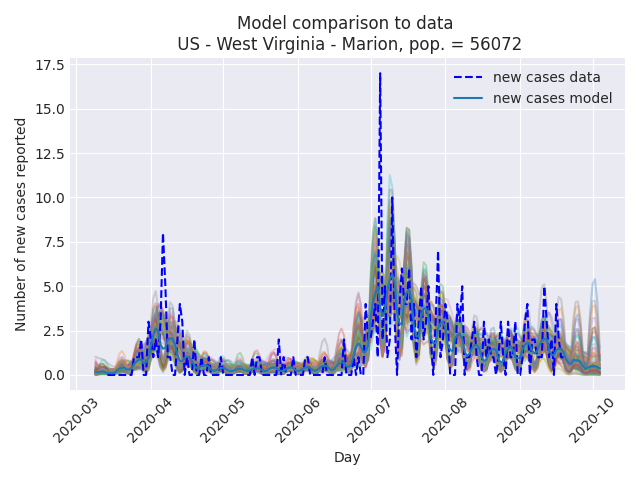 Model comparison to data
US - West Virginia - Marion, pop. = 56072
new cases data
new cases model
Number of new cases reported
17.5
15.0
12.5
10.0
7.5
5.0
2.5
0.0
2020-03
2020-04
2020-05
2020-06
2020-07
2020-08
2020-09
2020-10
Day